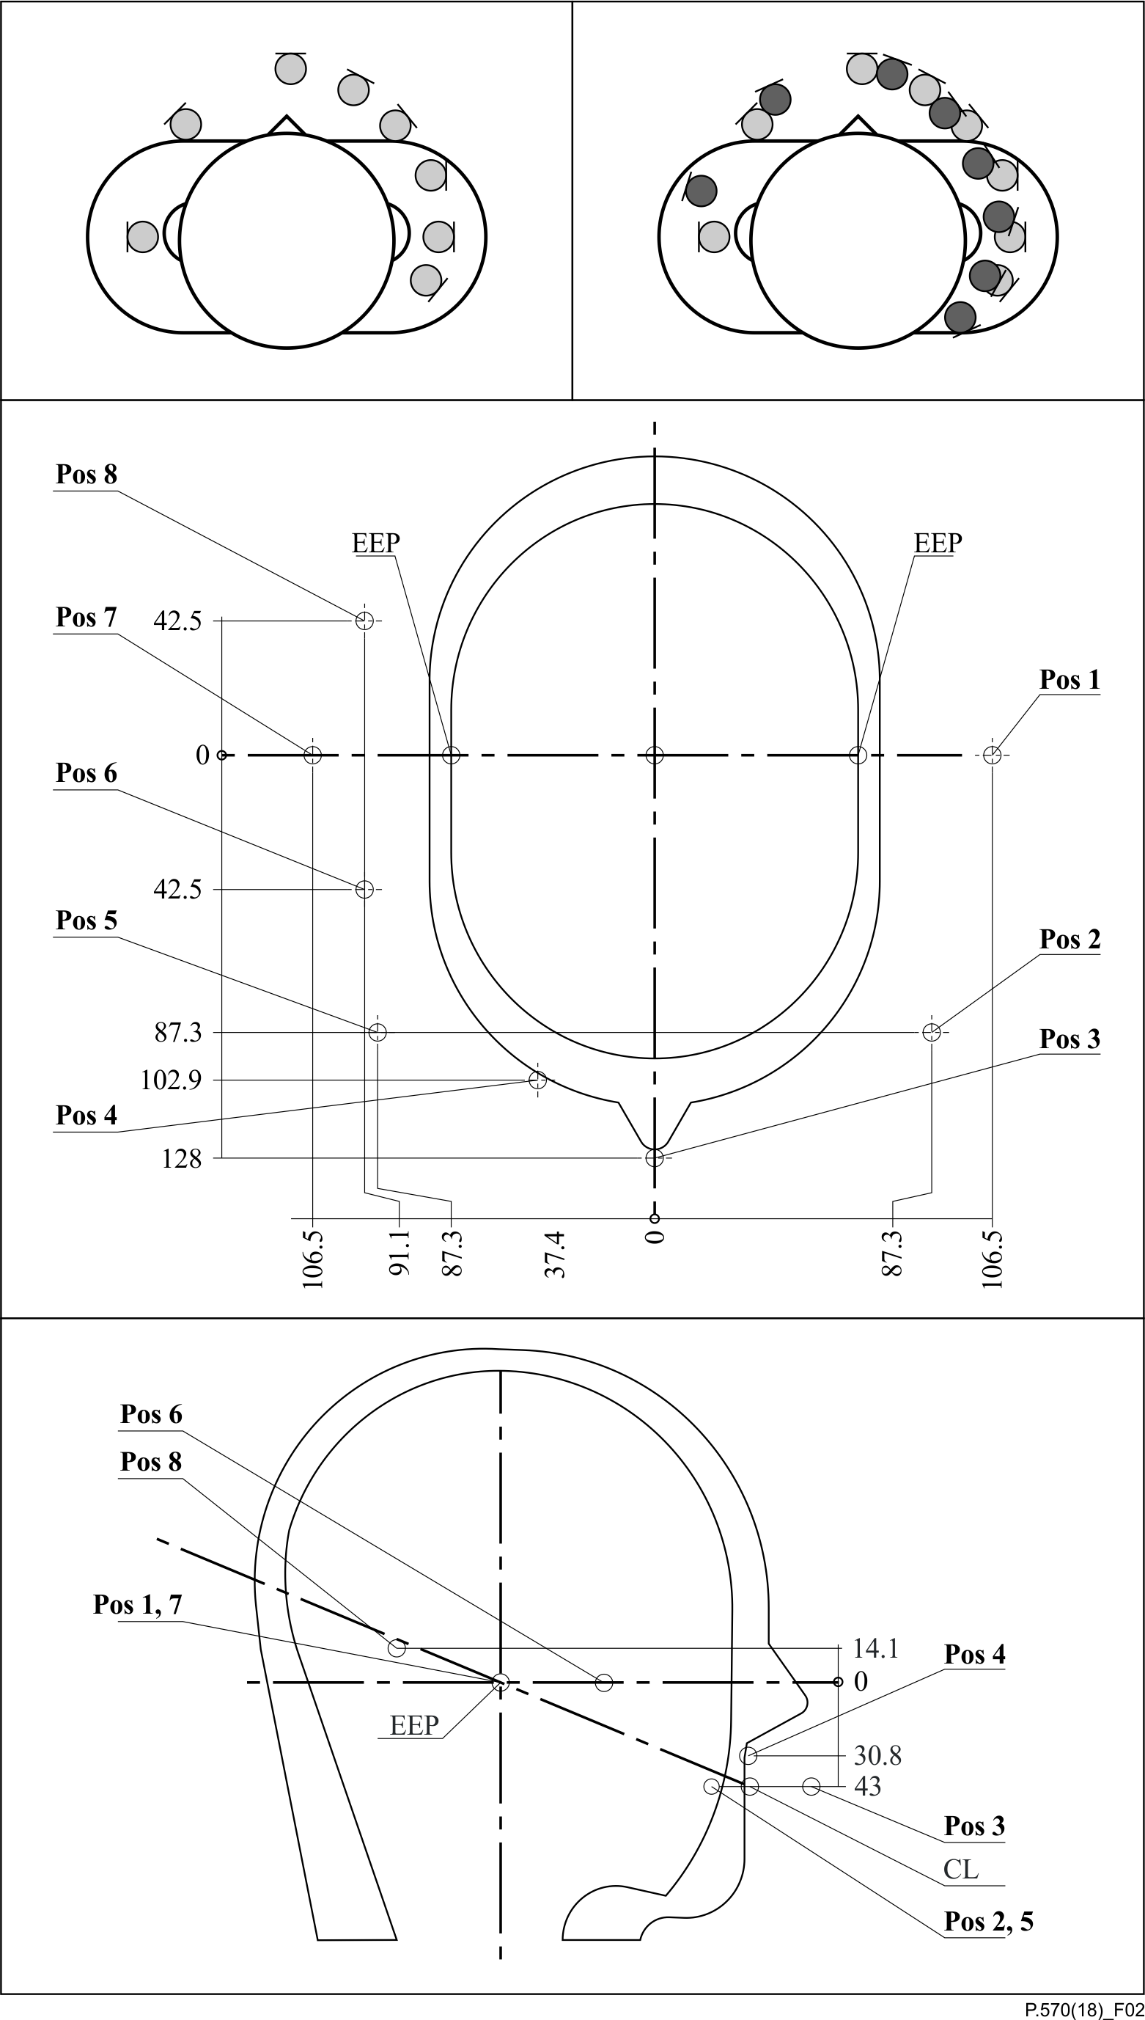 Pos 8
EEP
EEP
Pos 7
42.5
Pos 1
0
Pos 6
42.5
Pos 5
Pos 2
87.3
Pos 3
102.9
Pos 4
128
106.5
91.1
87.3
37.4
0
87.3
106.5
Pos 6
Pos 8
Pos 1, 7
14.1
Pos 4
0
EEP
30.8
43
Pos 3
CL
Pos 2, 5
P.570(18)_F02